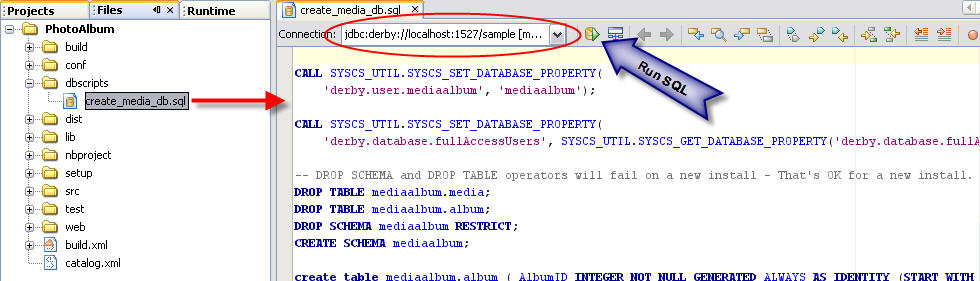 Projects
Files
Runtime
PhotoAlbum
build
conf
dbscripts
create_media_db.sql
dist
lib
nbproject
setup
src
test
web
build.xml
catalog.xml
create_media_db.sql
Connection: jdbc:derby://localhost:1527/sample [m...
Run SQL
CALL SYSCS_UTIL.SYSCS_SET_DATABASE_PROPERTY(
'derby.user.mediaalbum', 'mediaalbum');
CALL SYSCS_UTIL.SYSCS_SET_DATABASE_PROPERTY(
'derby.database.fullAccessUsers', SYSCS_UTIL.SYSCS_GET_DATABASE_PROPERTY('derby.database.fullA
-- DROP SCHEMA and DROP TABLE operators will fail on a new install - That's OK for a new install.
DROP TABLE mediaalbum.media;
DROP TABLE mediaalbum.album;
DROP SCHEMA mediaalbum RESTRICT;
CREATE SCHEMA mediaalbum;
create table mediaalbum.album ( AlbumID INTEGER NOT NULL GENERATED ALWAYS AS IDENTITY (START WITH